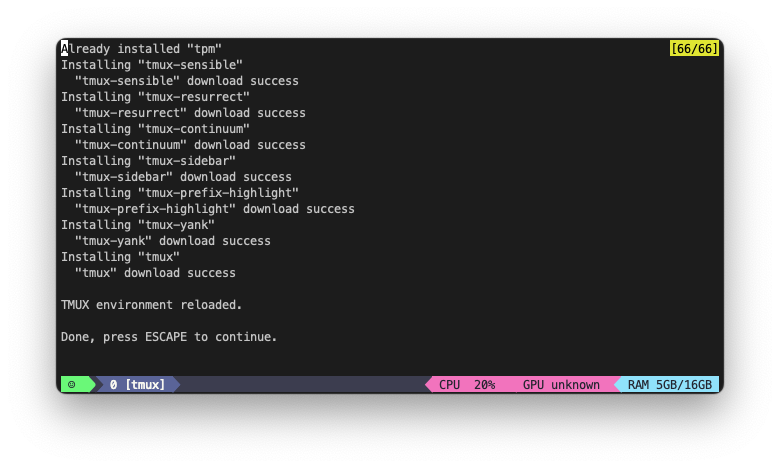 Already installed "tpm" [66/66]
Installing "tmux-sensible"
"tmux-sensible" download success
Installing "tmux-resurrect"
"tmux-resurrect" download success
Installing "tmux-continuum"
"tmux-continuum" download success
Installing "tmux-sidebar"
"tmux-sidebar" download success
Installing "tmux-prefix-highlight"
"tmux-prefix-highlight" download success
Installing "tmux-yank"
"tmux-yank" download success
Installing "tmux"
"tmux" download success
TMUX environment reloaded.
Done, press ESCAPE to continue.
☺ 0 [tmux] CPU 20% GPU unknown RAM 5GB/16GB